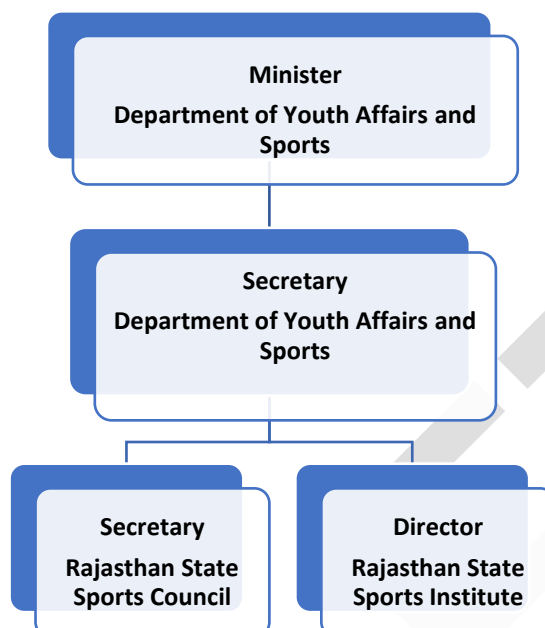 Minister
Department of Youth Affairs and
Sports
Secretary
Department of Youth Affairs and
Sports
Secretary
Rajasthan State
Sports Council
Director
Rajasthan State
Sports Institute